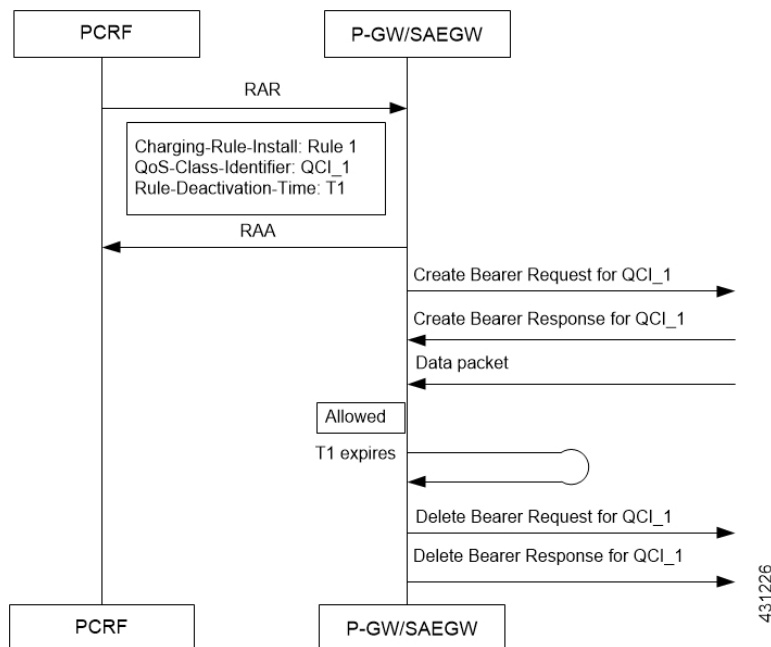 PCRF
P-GW/SAEGW
RAR
Charging-Rule-Install: Rule 1
QoS-Class-Identifier: QCI_1
Rule-Deactivation-Time: T1
RAA
Create Bearer Request for QCI_1
Create Bearer Response for QCI_1
Data packet
Allowed
T1 expires
Delete Bearer Request for QCI_1
Delete Bearer Response for QCI_1
PCRF
P-GW/SAEGW
431226